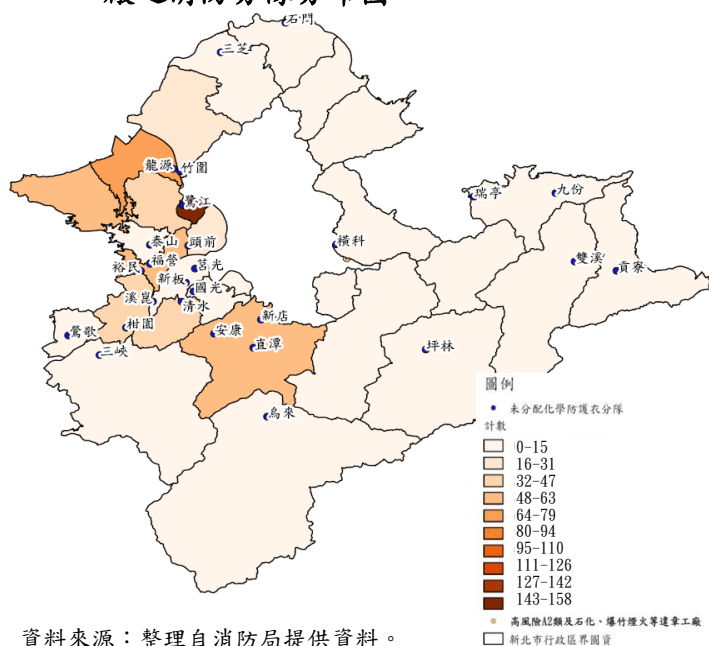 石門
三芝
龍源
竹圍
鷺江
瑞亭
九份
橫科
泰山
頭前
福營
裕民
莒光
新板
國光
雙溪
貢寮
溪崑
清水
新店
柑園
安康
鶯歌
直潭
三峽
坪林
烏來
圖例
未分配化學防護衣分隊
計數
0-15
16-31
32-47
48-63
64-79
80-94
95-110
111-126
127-142
143-158
高風險A2類及石化、爆竹煙火等違章工廠
新北市行政區界圖資
資料來源：整理自消防局提供資料。